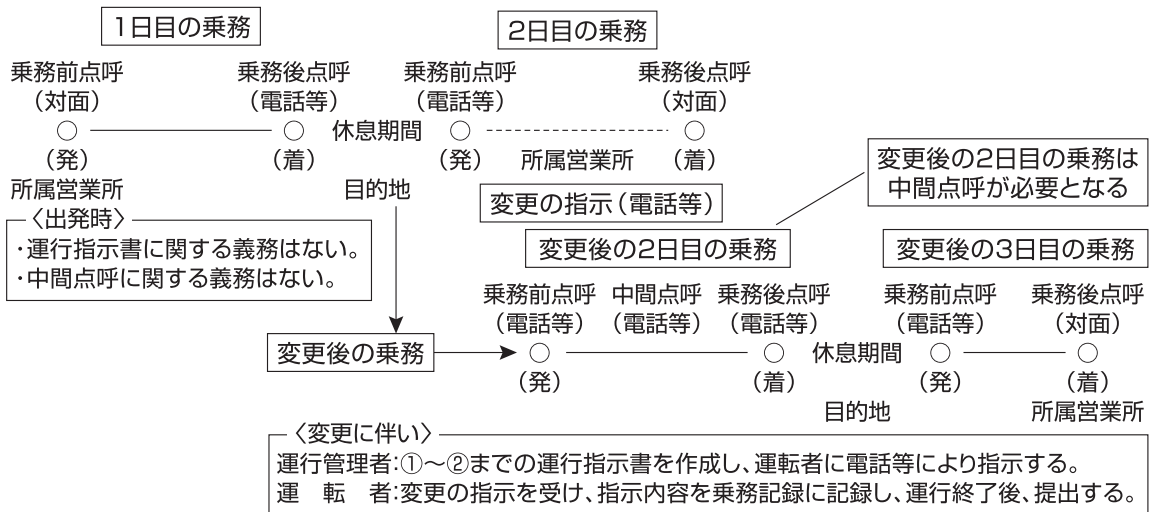 1日目の乗務
2日目の乗務
乗務前点呼
(対面)
(発)
所属営業所
乗務後点呼
(電話等)
(着)
休息期間
目的地
乗務前点呼
(電話等)
(発)
所属営業所
乗務後点呼
(対面)
(着)
変更の指示(電話等)
変更後の2日目の乗務は
中間点呼が必要となる
〈出発時〉
・運行指示書に関する義務はない。
・中間点呼に関する義務はない。
変更後の2日目の乗務
変更後の3日目の乗務
変更後の乗務
乗務前点呼
(電話等)
(発)
中間点呼
(電話等)
乗務後点呼
(電話等)
(着)
休息期間
目的地
乗務前点呼
(電話等)
(発)
乗務後点呼
(対面)
(着)
所属営業所
〈変更に伴い〉
運行管理者:①~②までの運行指示書を作成し、運転者に電話等により指示する。
運 転 者:変更の指示を受け、指示内容を乗務記録に記録し、運行終了後、提出する。